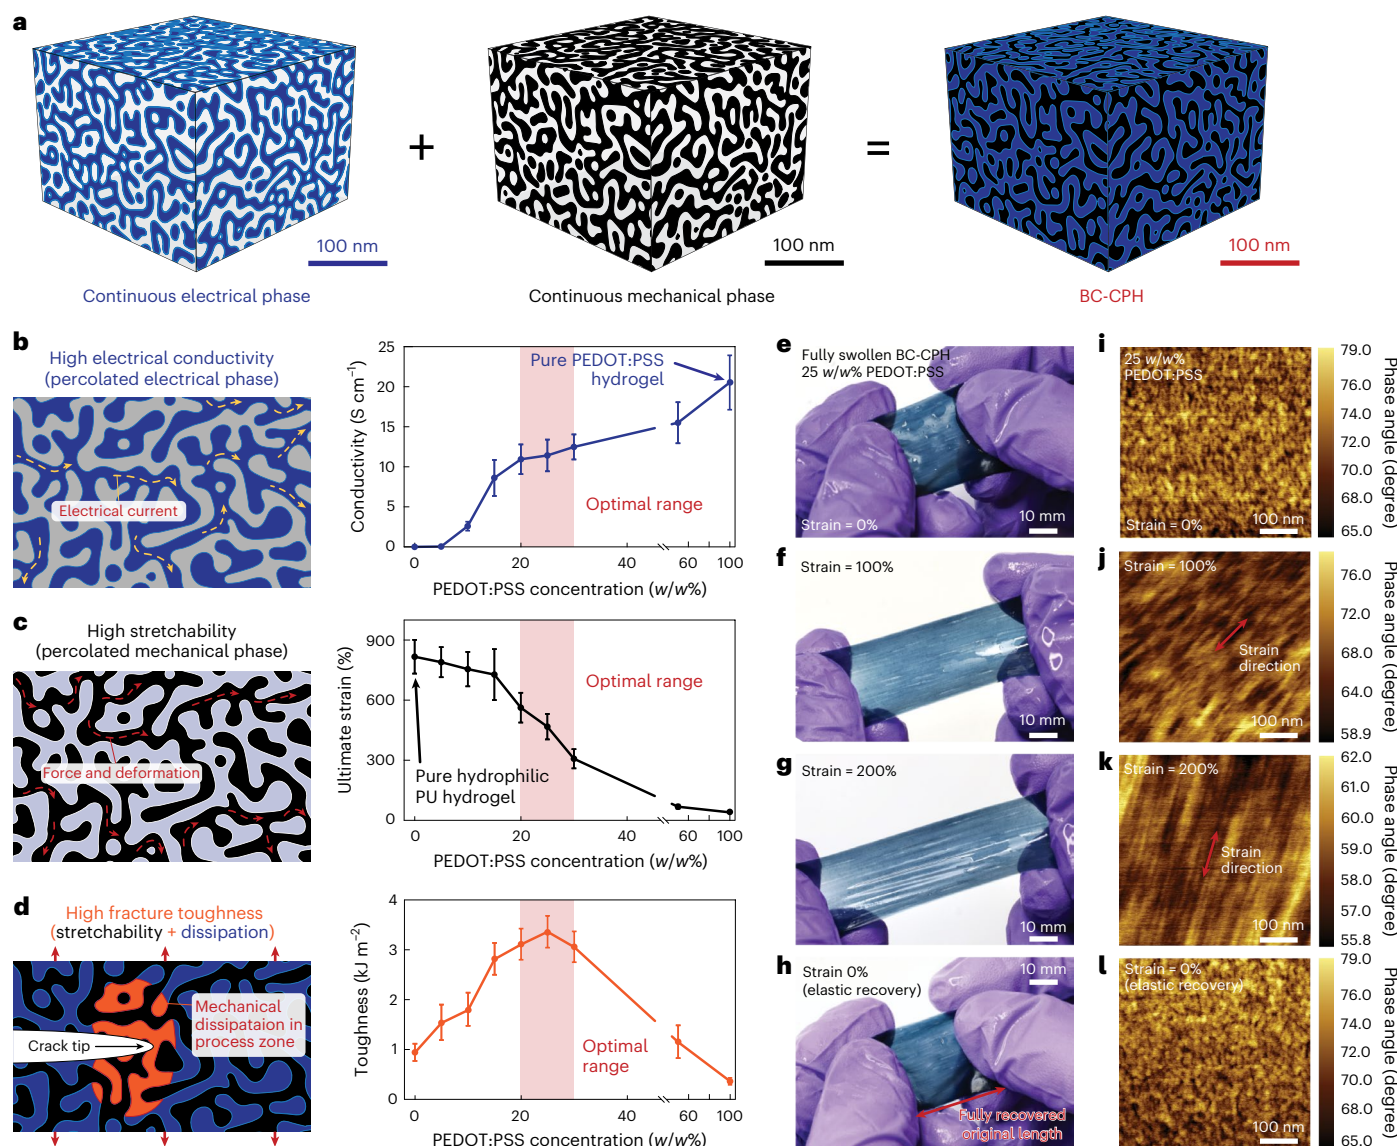 a
100 nm
Continuous electrical phase
+
100 nm
Continuous mechanical phase
=
100 nm
BC-CPH
b
High electrical conductivity
(percolated electrical phase)
Electrical current
Conductivity (S cm−1)
25
20
15
10
5
0
Pure PEDOT:PSS
hydrogel
Optimal range
0
20
40
60
100
PEDOT:PSS concentration (w/w%)
c
High stretchability
(percolated mechanical phase)
Force and deformation
Ultimate strain (%)
900
600
300
0
Optimal range
Pure hydrophilic
PU hydrogel
0
20
40
60
100
PEDOT:PSS concentration (w/w%)
d
High fracture toughness
(stretchability + dissipation)
Mechanical
dissipataion in
process zone
Crack tip
Toughness (kJ m−2)
4
3
2
1
0
Optimal
range
0
20
40
60
100
PEDOT:PSS concentration (w/w%)
e
Fully swollen BC-CPH
25 w/w% PEDOT:PSS
Strain = 0%
10 mm
f
Strain = 100%
10 mm
g
Strain = 200%
10 mm
h
Strain 0%
(elastic recovery)
10 mm
Fully recovered
original length
i
25 w/w%
PEDOT:PSS
Strain = 0%
100 nm
79.0
76.0
74.0
72.0
70.0
68.0
65.0
Phase angle (degree)
j
Strain = 100%
Strain
direction
100 nm
76.0
72.0
68.0
64.0
58.9
Phase angle (degree)
k
Strain = 200%
Strain
direction
100 nm
62.0
60.0
59.0
58.0
57.0
55.8
Phase angle (degree)
l
Strain = 0%
(elastic recovery)
100 nm
79.0
76.0
74.0
72.0
70.0
68.0
65.0
Phase angle (degree)